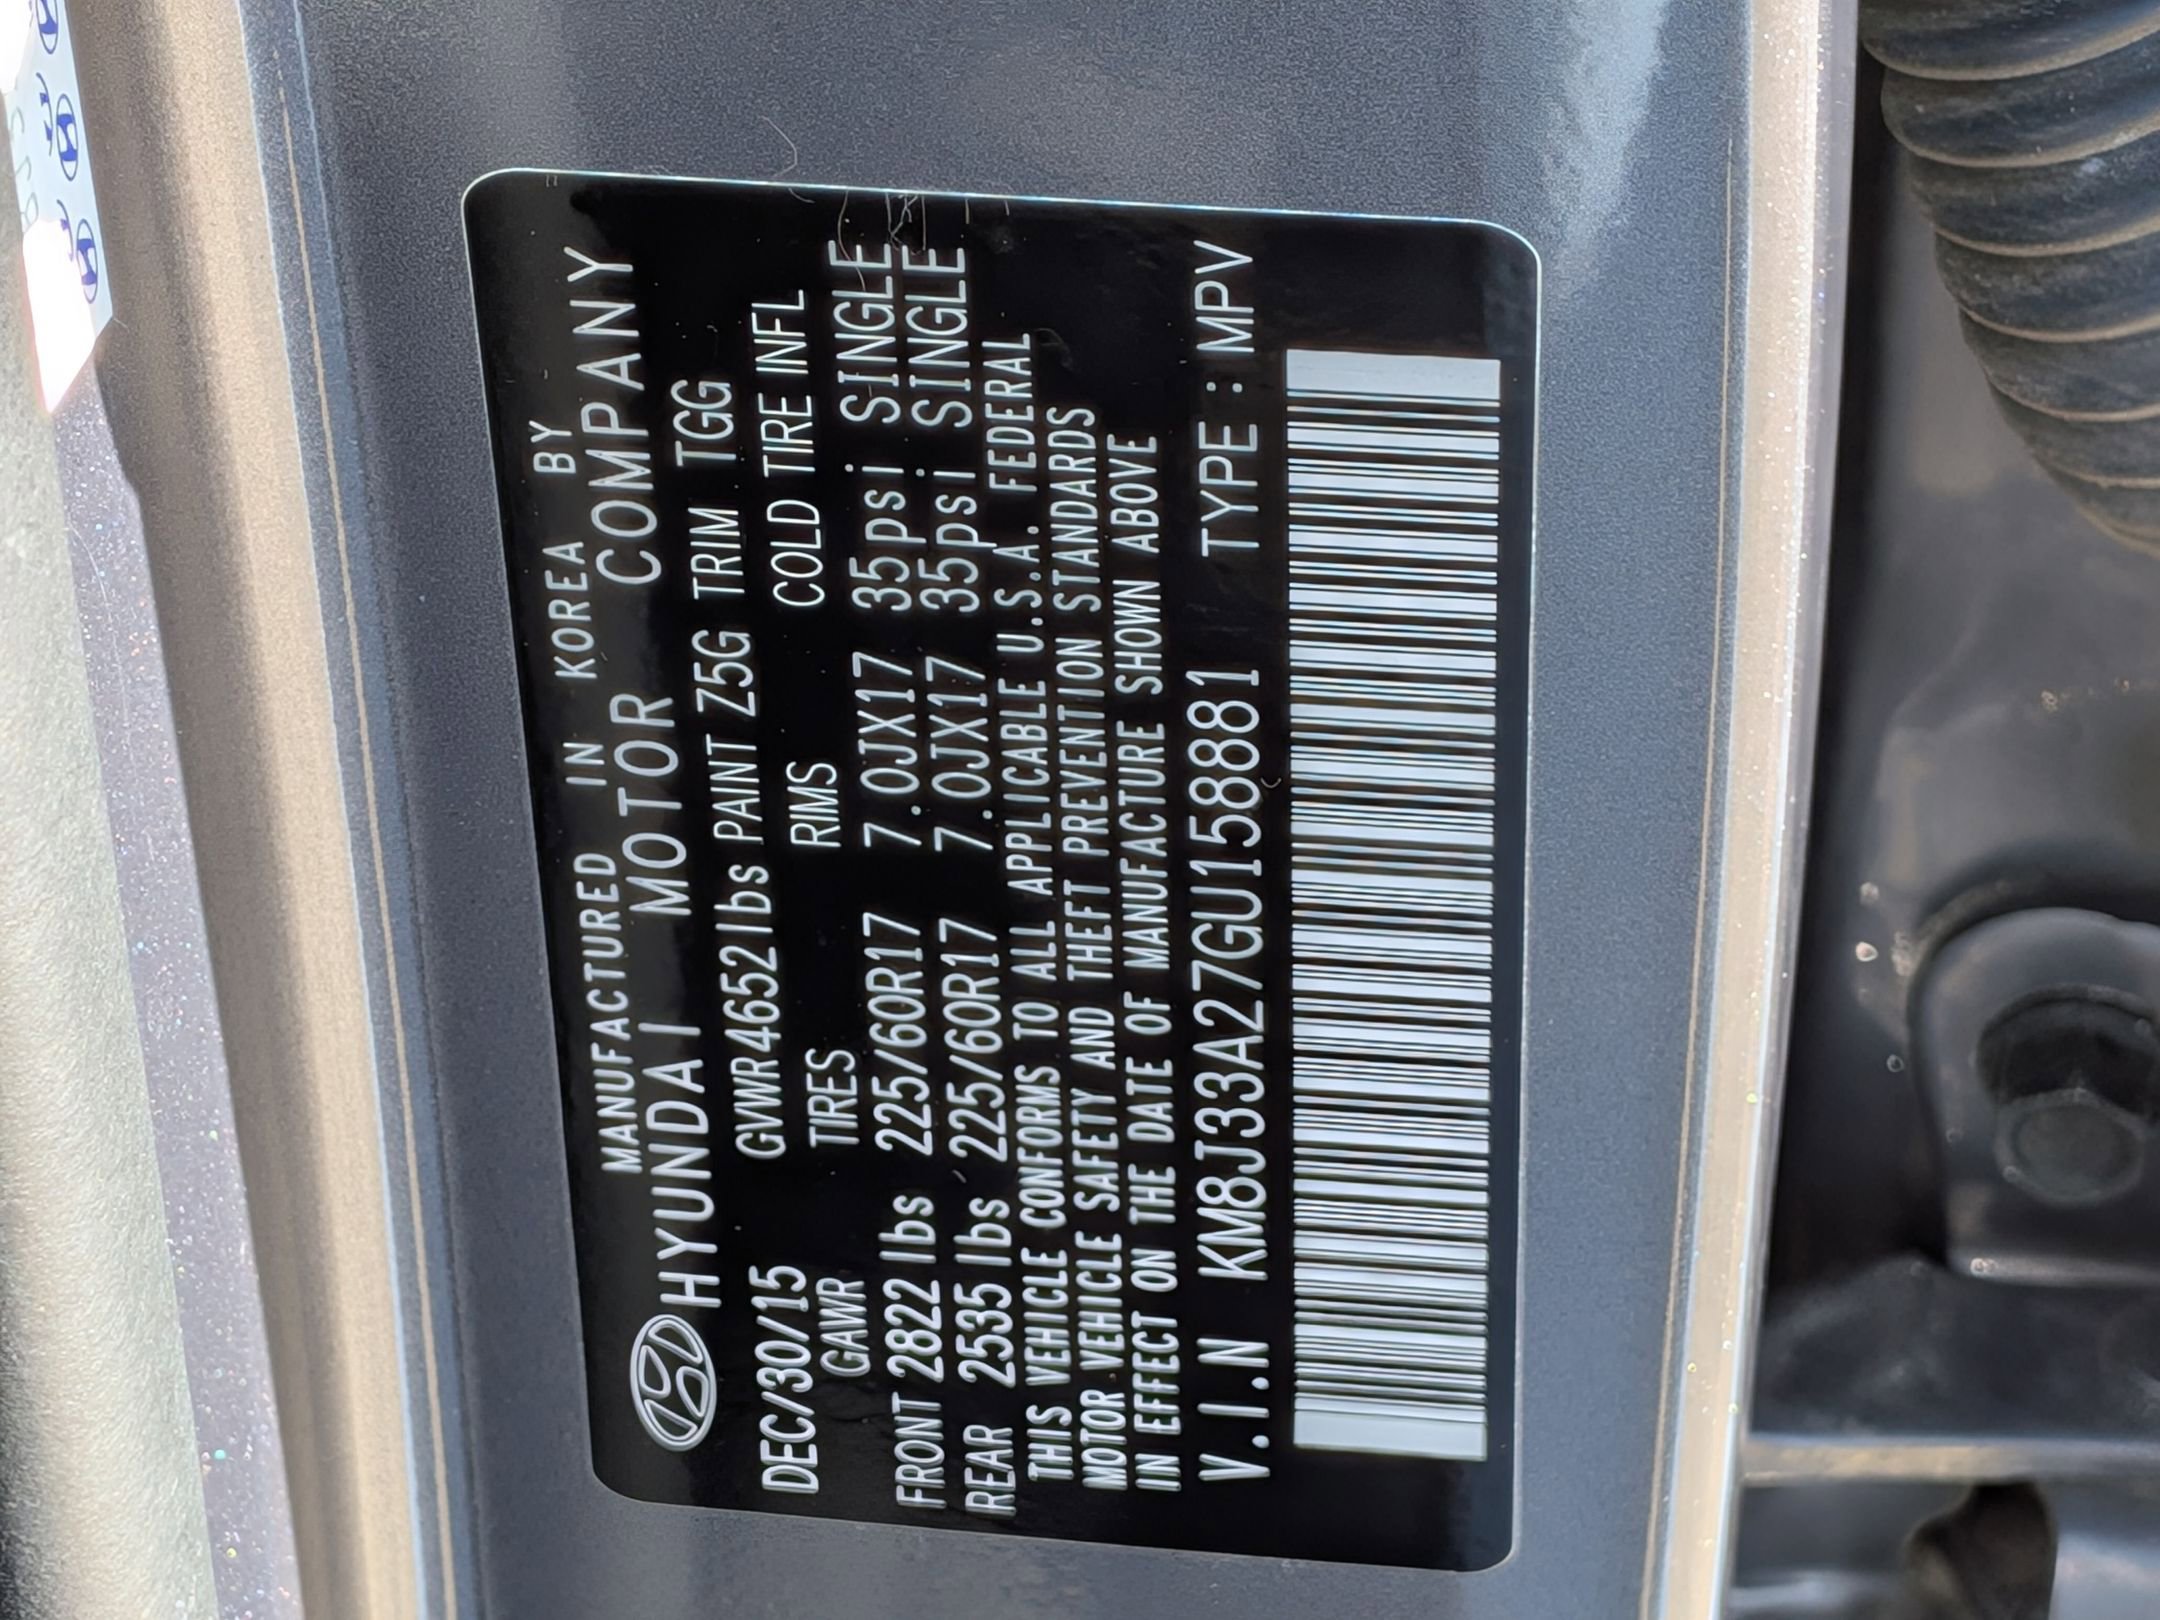 MANUFACTURED IN KOREA BY
HYUNDAI MOTOR COMPANY
DEC/30/15 GVWR4652lbs PAINT Z5G TRIM TGG
GAWR TIRES RIMS COLD TIRE INFL
FRONT 2822 lbs 225/60R17 7.0JX17 35psi SINGLE
REAR 2535 lbs 225/60R17 7.0JX17 35psi SINGLE
THIS VEHICLE CONFORMS TO ALL APPLICABLE U.S.A. FEDERAL
MOTOR VEHICLE SAFETY AND THEFT PREVENTION STANDARDS
IN EFFECT ON THE DATE OF MANUFACTURE SHOWN ABOVE
V.I.N KM8J33A27GU158881 TYPE : MPV